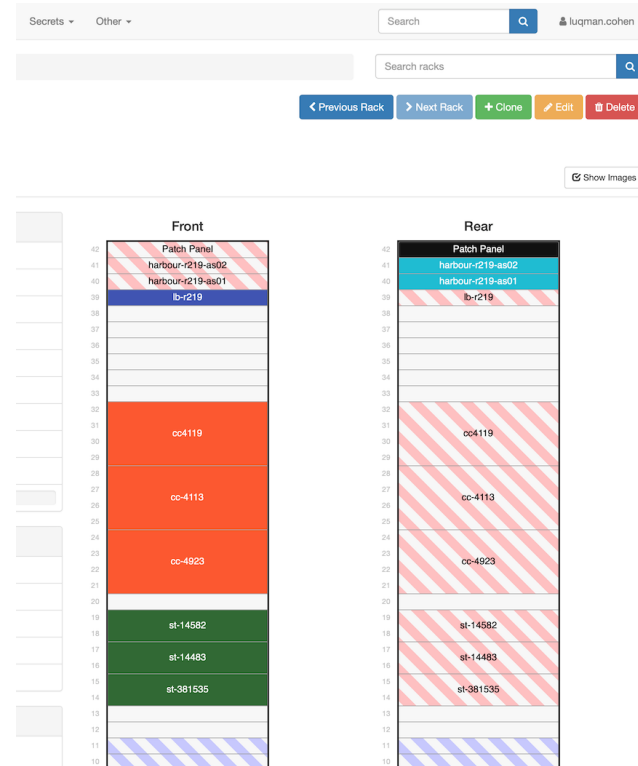 Secrets Other Search luqman.cohen
Search racks
Previous Rack Next Rack Clone Edit Delete
Show Images
Front Rear
42 Patch Panel 42 Patch Panel
41 harbour-r219-as02 41 harbour-r219-as02
40 harbour-r219-as01 40 harbour-r219-as01
39 lb-r219 39 lb-r219
38 38
37 37
36 36
35 35
34 34
33 33
32 32
31 cc4119 31 cc4119
30 30
29 29
28 28
27 cc-4113 27 cc-4113
26 26
25 25
24 24
23 cc-4923 23 cc-4923
22 22
21 21
20 20
19 st-14582 19 st-14582
18 18
17 st-14483 17 st-14483
16 16
15 st-381535 15 st-381535
14 14
13 13
12 12
11 11
10 10